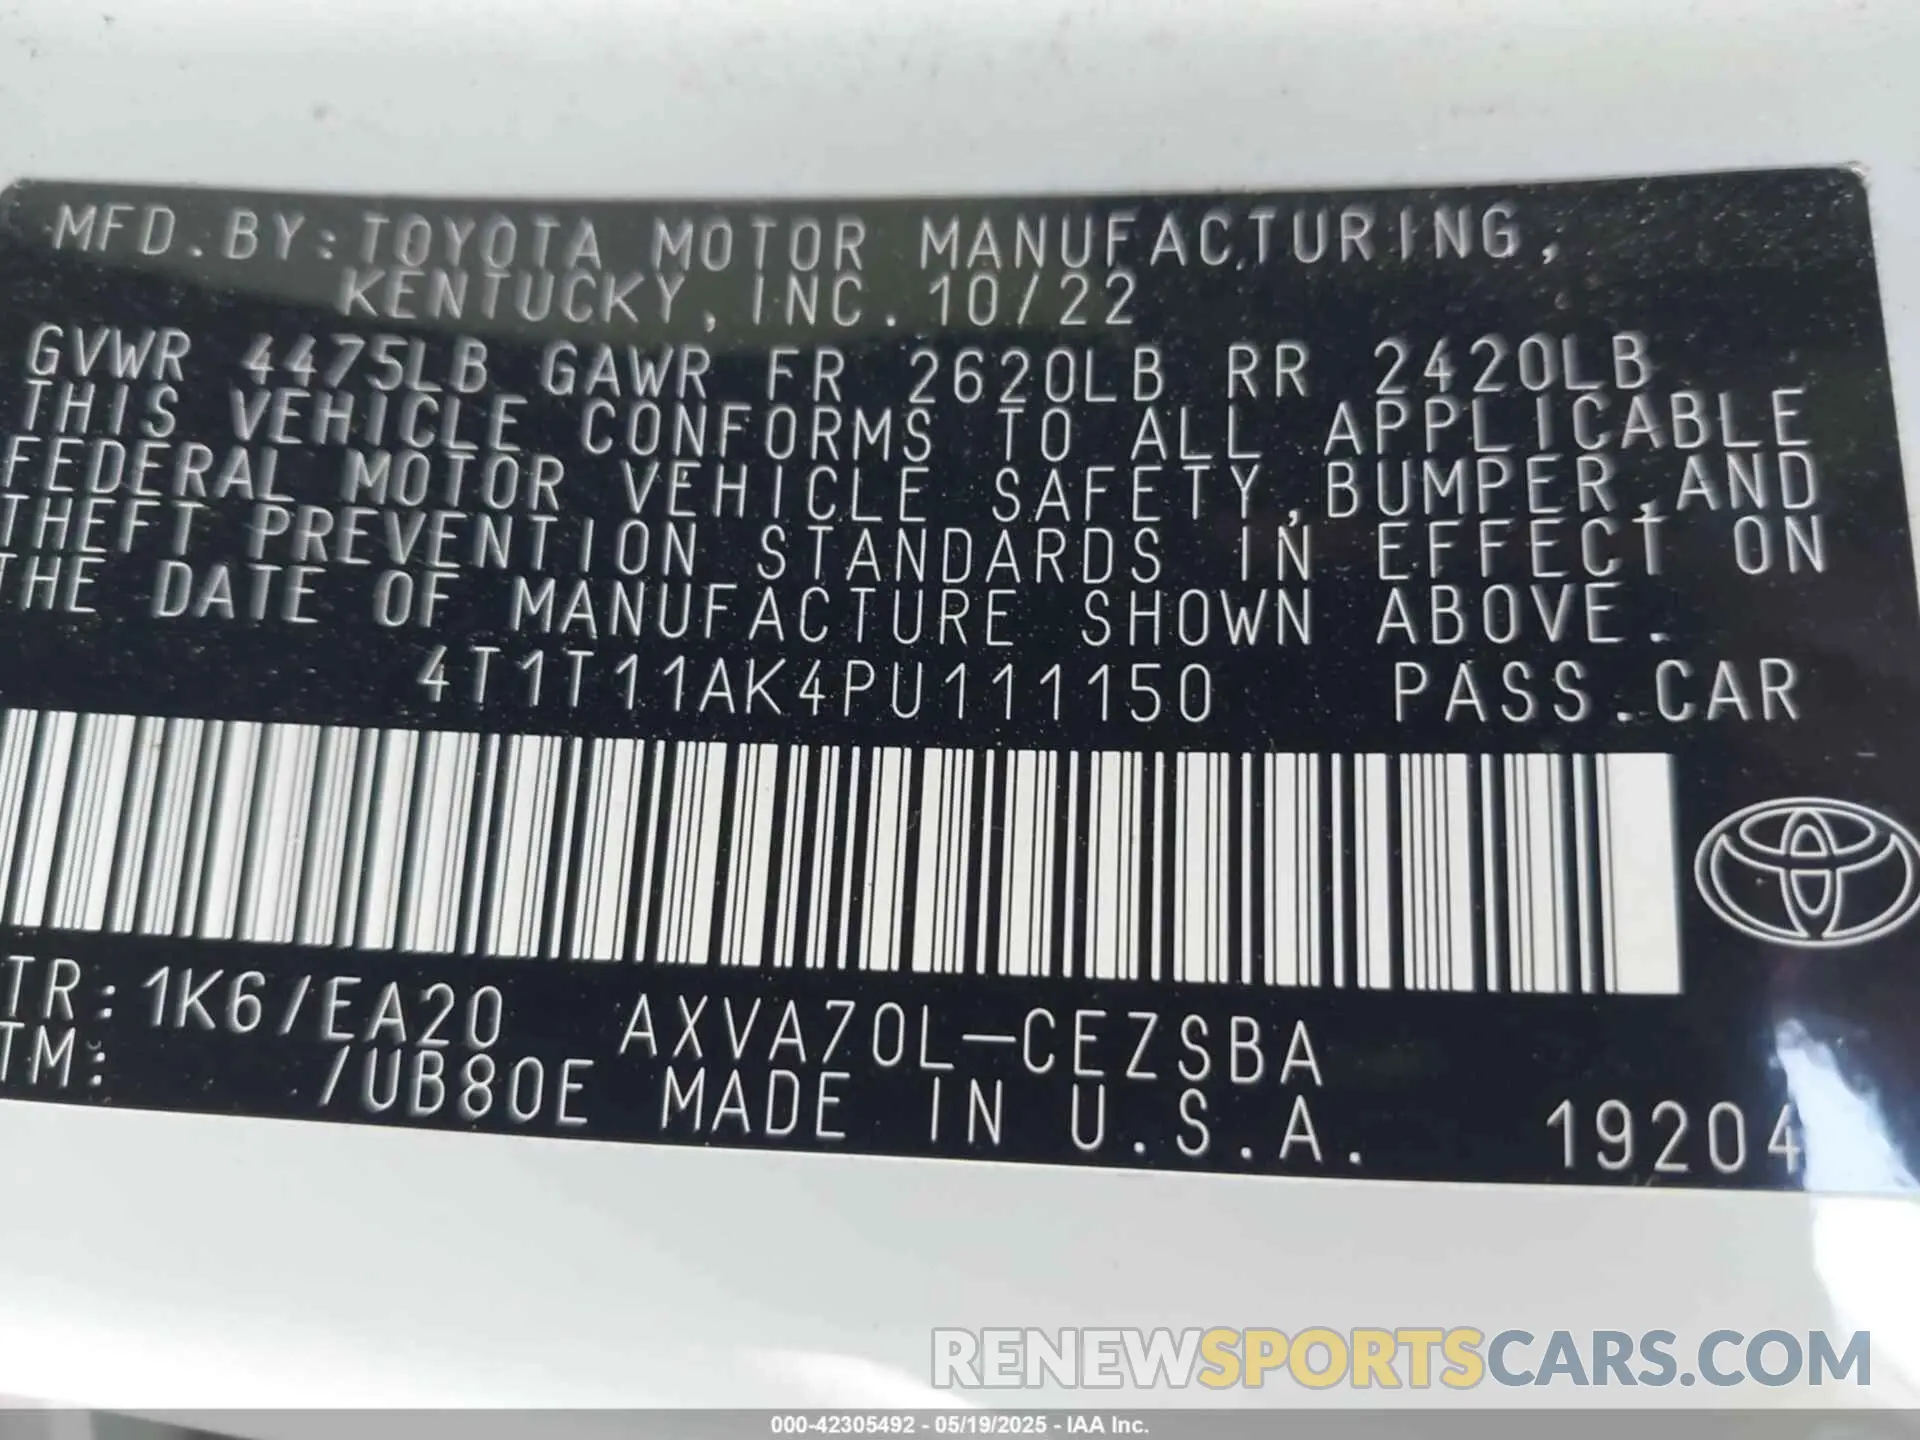 MFD.BY:TOYOTA MOTOR MANUFACTURING,
KENTUCKY, INC. 10/22
GVWR 4475LB GAWR FR 2620LB RR 2420LB
THIS VEHICLE CONFORMS TO ALL APPLICABLE
FEDERAL MOTOR VEHICLE SAFETY,BUMPER,AND
THEFT PREVENTION STANDARDS IN EFFECT ON
THE DATE OF MANUFACTURE SHOWN ABOVE.
4T1T11AK4PU111150 PASS.CAR
TR:1K6/EA20 AXVA70L-CEZSBA
TM: /UB80E MADE IN U.S.A. 19204
RENEWSPORTSCARS.COM
000-42305492 - 05/19/2025 - IAA Inc.